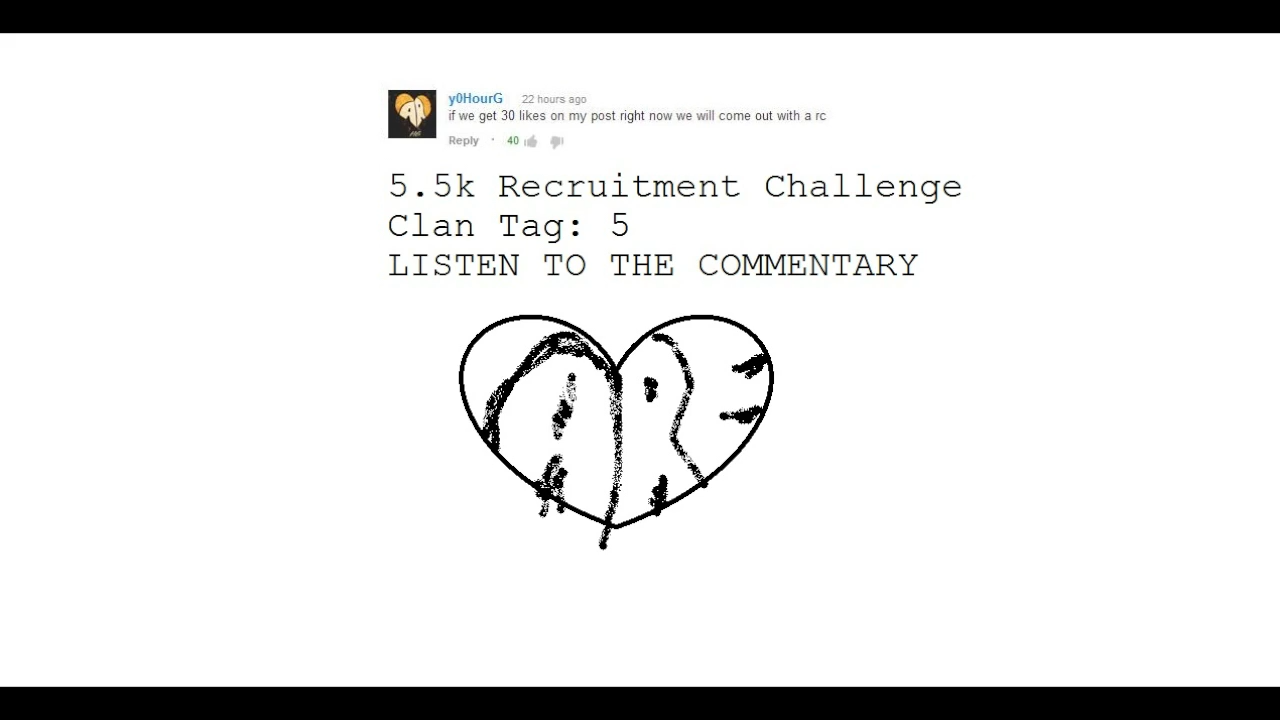 y0HourG 22 hours ago
if we get 30 likes on my post right now we will come out with a rc
Reply · 40
5.5k Recruitment Challenge
Clan Tag: 5
LISTEN TO THE COMMENTARY
ARE